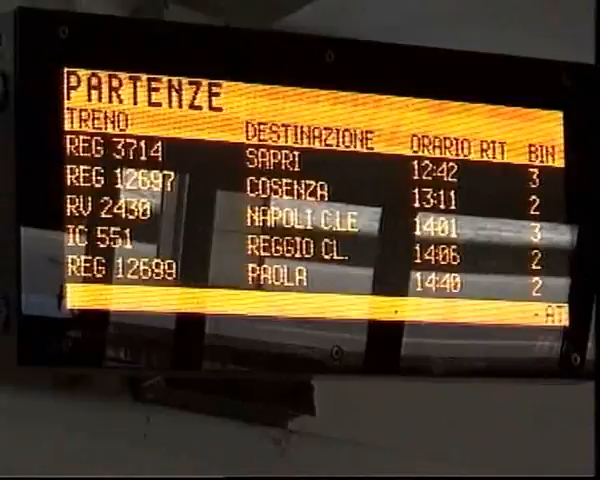 PARTENZE
TRENO DESTINAZIONE ORARIO RIT BIN
REG 3714 SAPRI 12:42 3
REG 12697 COSENZA 13:11 2
RV 2430 NAPOLI C.LE 14:01 3
IC 551 REGGIO CL. 14:06 2
REG 12699 PAOLA 14:40 2
- AT